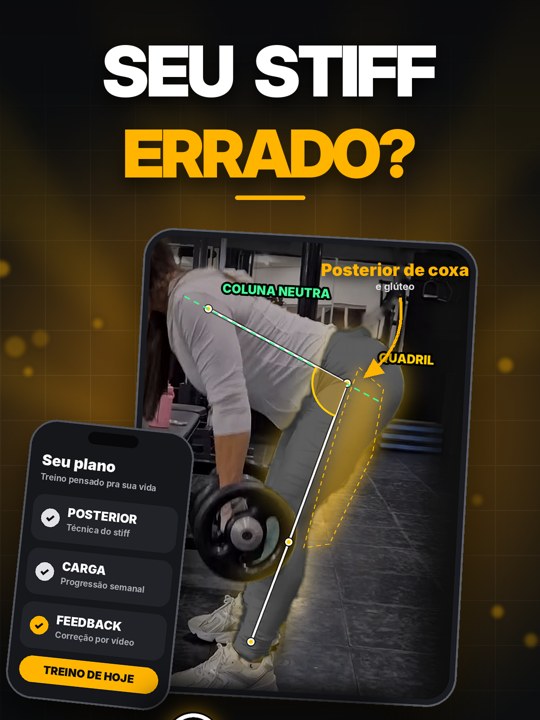 SEU STIFF
ERRADO?
Posterior de coxa
e glúteo
COLUNA NEUTRA
QUADRIL
Seu plano
Treino pensado pra sua vida
POSTERIOR
Técnica do stiff
CARGA
Progressão semanal
FEEDBACK
Correção por vídeo
TREINO DE HOJE